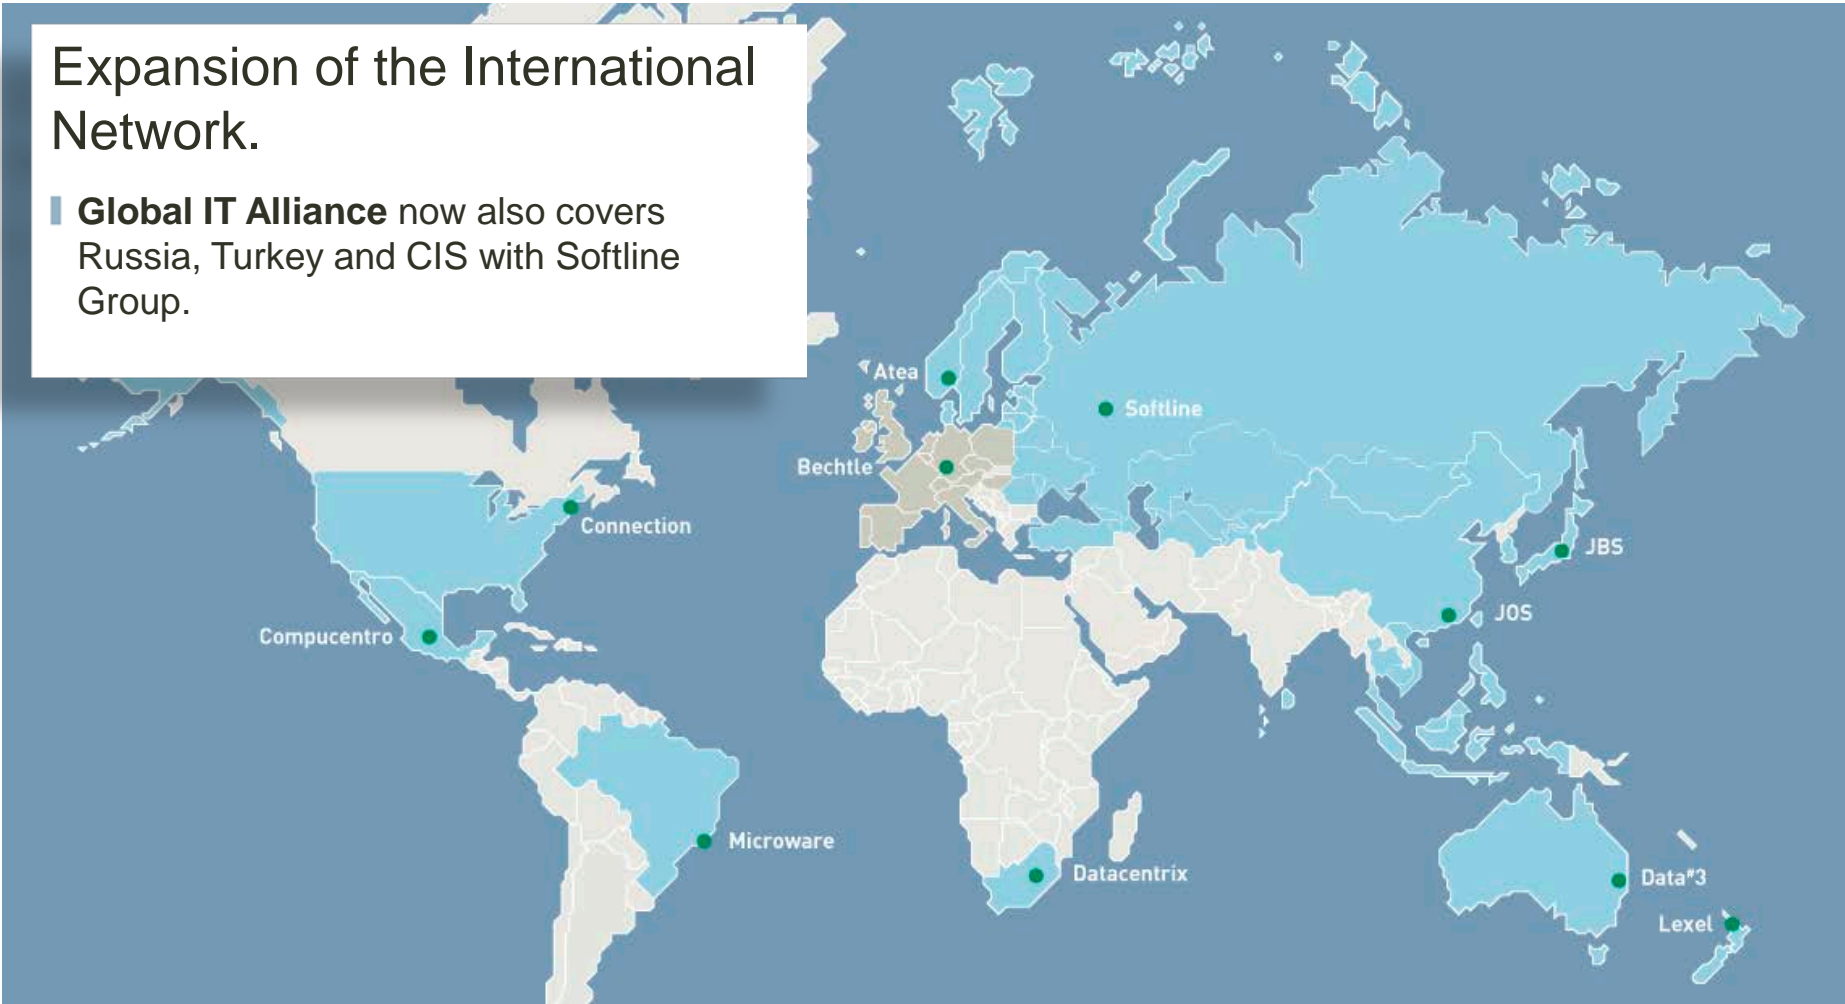 Expansion of the International
Network.
Global IT Alliance now also covers
Russia, Turkey and CIS with Softline
Group.
Atea
Softline
Bechtle
Connection
JBS
JOS
Compucentro
Microware
Datacentrix
Data#3
Lexel